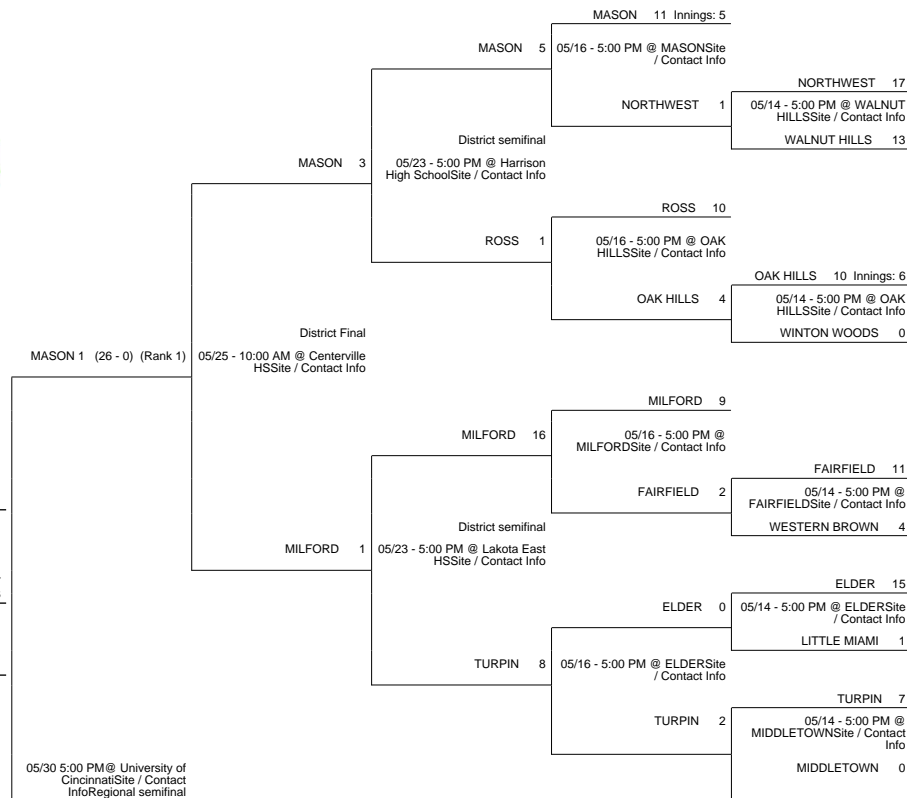 MASON 11 Innings: 5
MASON 5
05/16 - 5:00 PM @ MASONSite
/ Contact Info
NORTHWEST 17
NORTHWEST 1
05/14 - 5:00 PM @ WALNUT
HILLSSite / Contact Info
WALNUT HILLS 13
District semifinal
MASON 3
05/23 - 5:00 PM @ Harrison
High SchoolSite / Contact Info
ROSS 10
ROSS 1
05/16 - 5:00 PM @ OAK
HILLSSite / Contact Info
OAK HILLS 10 Innings: 6
OAK HILLS 4
05/14 - 5:00 PM @ OAK
HILLSSite / Contact Info
WINTON WOODS 0
District Final
MASON 1 (26 - 0) (Rank 1)
05/25 - 10:00 AM @ Centerville
HSSite / Contact Info
MILFORD 9
MILFORD 16
05/16 - 5:00 PM @
MILFORDSite / Contact Info
FAIRFIELD 11
FAIRFIELD 2
05/14 - 5:00 PM @
FAIRFIELDSite / Contact Info
WESTERN BROWN 4
District semifinal
MILFORD 1
05/23 - 5:00 PM @ Lakota East
HSSite / Contact Info
ELDER 15
ELDER 0
05/14 - 5:00 PM @ ELDERSite
/ Contact Info
LITTLE MIAMI 1
TURPIN 8
05/16 - 5:00 PM @ ELDERSite
/ Contact Info
TURPIN 7
TURPIN 2
05/14 - 5:00 PM @
MIDDLETOWNSite / Contact
Info
MIDDLETOWN 0
05/30 5:00 PM@ University of
CincinnatiSite / Contact
InfoRegional semifinal